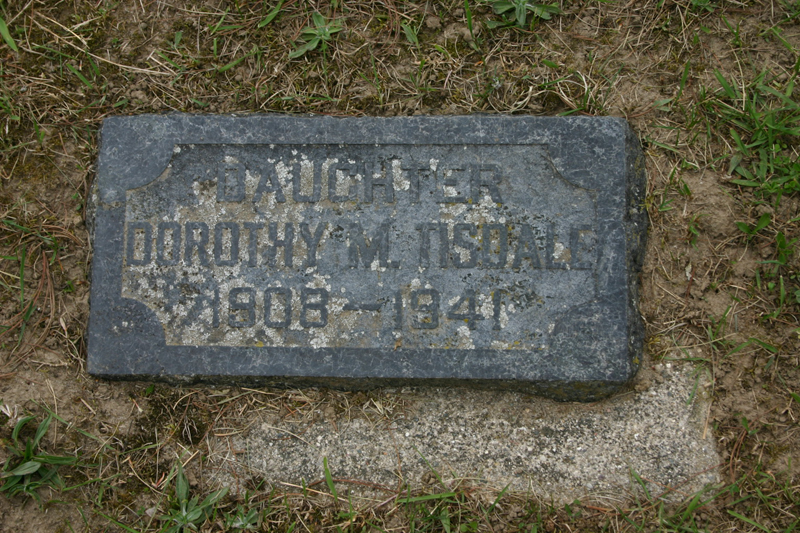 DAUGHTER
DOROTHY M. TISDALE
1908 – 1941